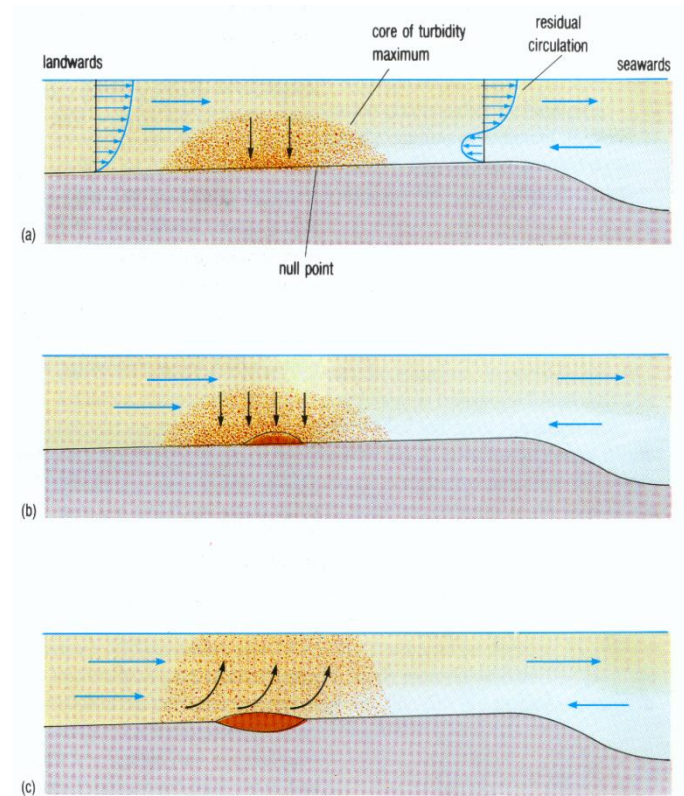 landwards
core of turbidity
maximum
residual
circulation
seawards
(a)
null point
(b)
(c)